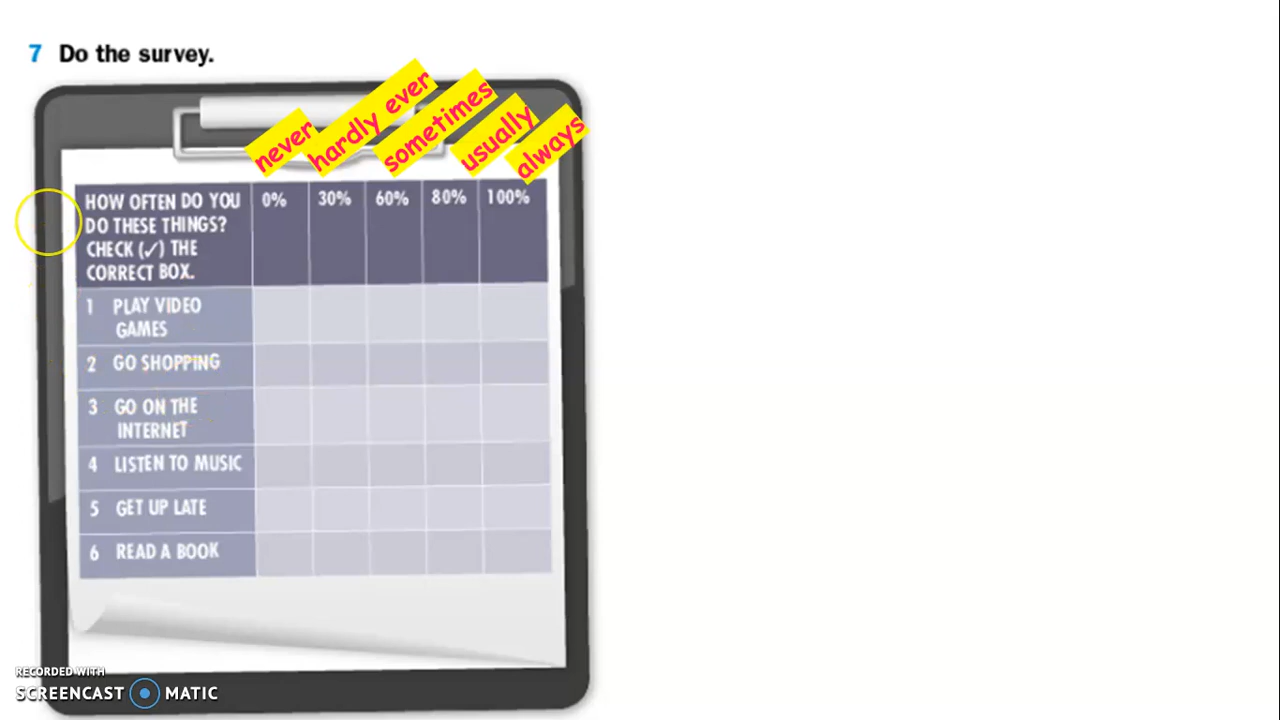 7 Do the survey.
never hardly ever sometimes usually always
HOW OFTEN DO YOU
DO THESE THINGS?
CHECK (✓) THE
CORRECT BOX.
0% 30% 60% 80% 100%
1 PLAY VIDEO
GAMES
2 GO SHOPPING
3 GO ON THE
INTERNET
4 LISTEN TO MUSIC
5 GET UP LATE
6 READ A BOOK
RECORDED WITH
SCREENCAST MATIC